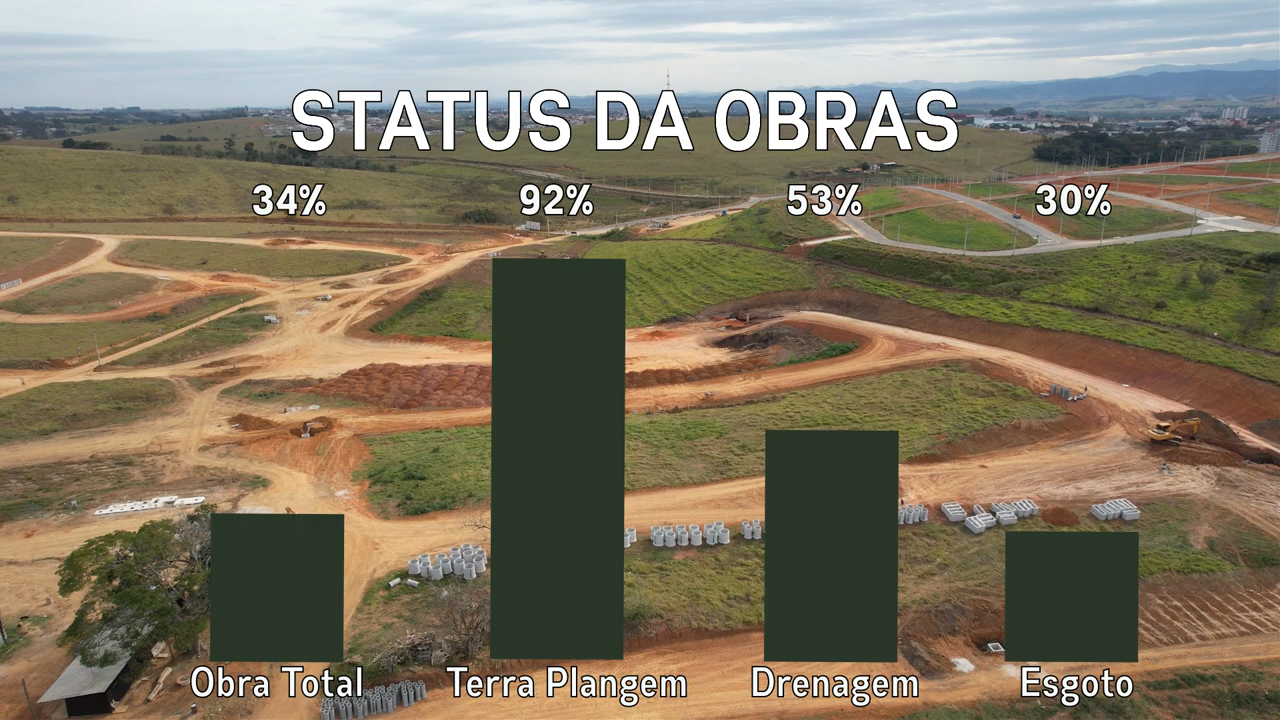 STATUS DA OBRAS
34% 92% 53% 30%
Obra Total Terra Plangem Drenagem Esgoto